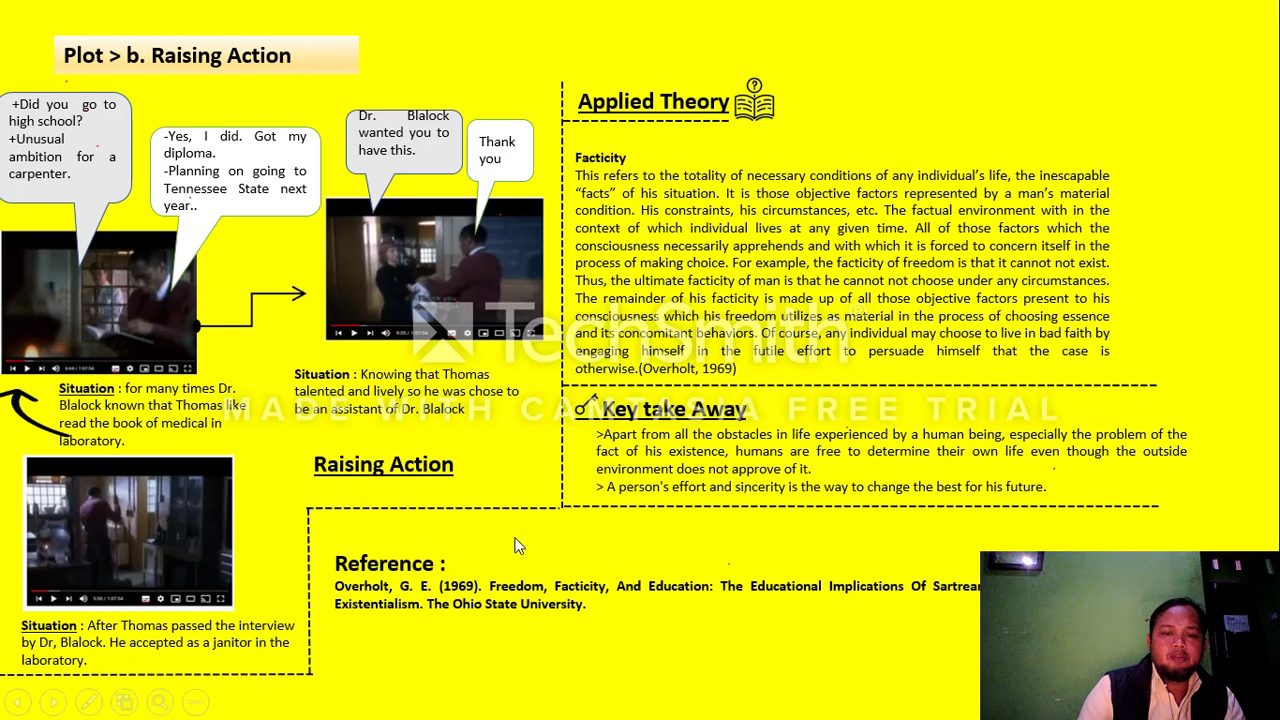 Plot > b. Raising Action
+Did you go to
high school?
+Unusual
ambition for a
carpenter.
-Yes, I did. Got my
diploma.
-Planning on going to
Tennessee State next
year..
Dr. Blalock
wanted you to
have this.
Thank
you
Situation : for many times Dr.
Blalock known that Thomas like
read the book of medical in
laboratory.
Situation : Knowing that Thomas
talented and lively so he was chose to
be an assistant of Dr. Blalock
Raising Action
Situation : After Thomas passed the interview
by Dr, Blalock. He accepted as a janitor in the
laboratory.
Applied Theory
Facticity
This refers to the totality of necessary conditions of any individual's life, the inescapable
“facts” of his situation. It is those objective factors represented by a man's material
condition. His constraints, his circumstances, etc. The factual environment with in the
context of which individual lives at any given time. All of those factors which the
consciousness necessarily apprehends and with which it is forced to concern itself in the
process of making choice. For example, the facticity of freedom is that it cannot not exist.
Thus, the ultimate facticity of man is that he cannot not choose under any circumstances.
The remainder of his facticity is made up of all those objective factors present to his
consciousness which his freedom utilizes as material in the process of choosing essence
and its concomitant behaviors. Of course, any individual may choose to live in bad faith by
engaging himself in the futile effort to persuade himself that the case is
otherwise.(Overholt, 1969)
Key take Away
>Apart from all the obstacles in life experienced by a human being, especially the problem of the
fact of his existence, humans are free to determine their own life even though the outside
environment does not approve of it.
> A person's effort and sincerity is the way to change the best for his future.
Reference :
Overholt, G. E. (1969). Freedom, Facticity, And Education: The Educational Implications Of Sartrean
Existentialism. The Ohio State University.
TechSmith
MADE WITH CAMTASIA FREE TRIAL